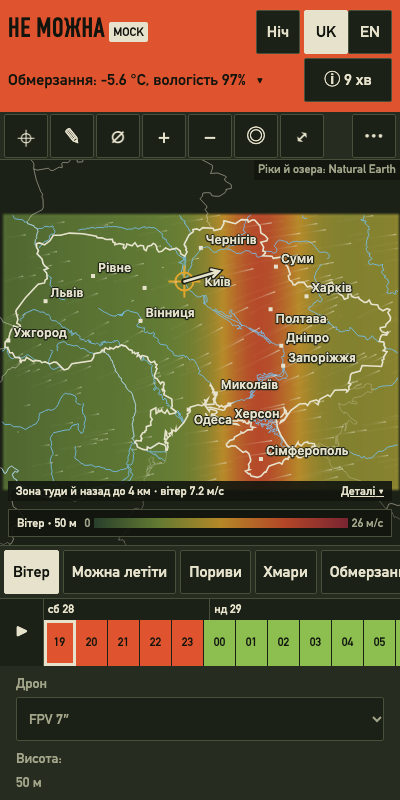 НЕ МОЖНА МОСК
Ніч UK EN
Обмерзання: -5.6 °C, вологість 97% ▾
ⓘ 9 хв
Ріки й озера: Natural Earth
Чернігів
Суми
Рівне
Київ
Харків
Львів
Вінниця
Полтава
Ужгород
Дніпро
Запоріжжя
Миколаїв
Одеса Херсон
Сімферополь
Зона туди й назад до 4 км · вітер 7.2 м/с Деталі ▾
Вітер · 50 м 0 26 м/с
Вітер Можна летіти Пориви Хмари Обмерзан
сб 28 нд 29
19 20 21 22 23 00 01 02 03 04 05
Дрон
FPV 7″
Висота:
50 м